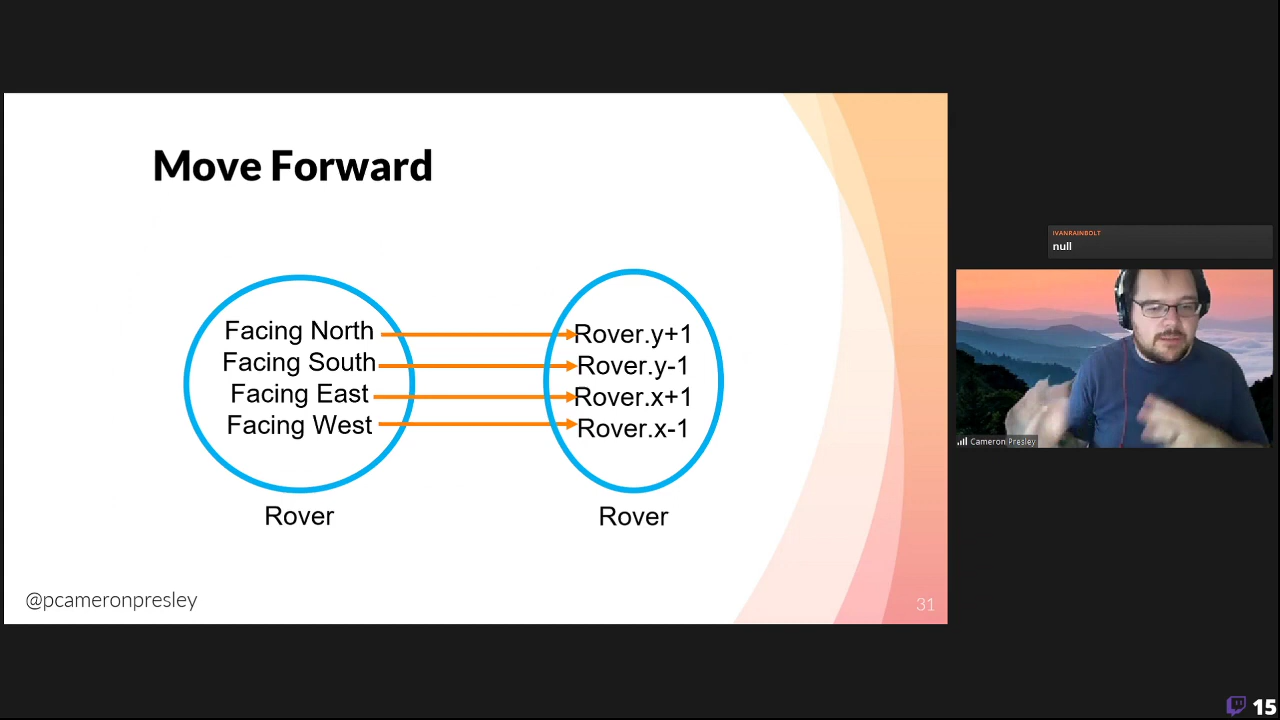 Move Forward
Facing North
Facing South
Facing East
Facing West
Rover
Rover.y+1
Rover.y-1
Rover.x+1
Rover.x-1
Rover
@pcameronpresley
31
IVANRAINBOLT
null
Cameron Presley
15